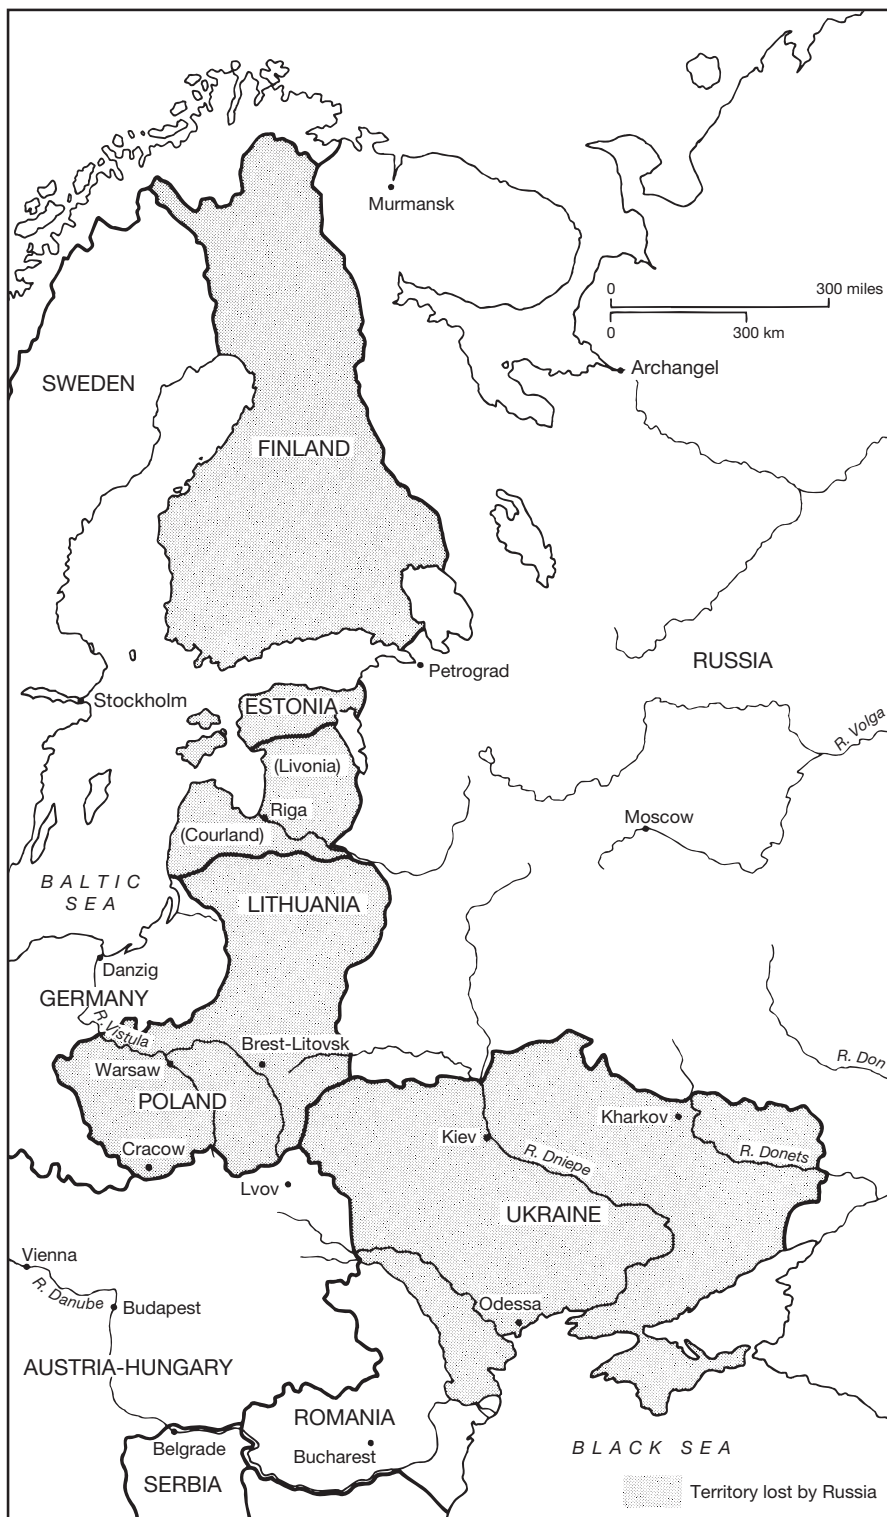 Murmansk
0 300 miles
0 300 km
Archangel
SWEDEN
FINLAND
RUSSIA
Petrograd
Stockholm
ESTONIA
R. Volga
(Livonia)
Riga
(Courland)
Moscow
BALTIC
SEA
LITHUANIA
Danzig
GERMANY
R. Vistula
Brest-Litovsk
R. Don
Warsaw
POLAND
Kharkov
Kiev
Cracow
R. Donets
R. Dniepe
Lvov
UKRAINE
Vienna
R. Danube
Budapest
Odessa
AUSTRIA-HUNGARY
ROMANIA
Belgrade
Bucharest
BLACK SEA
SERBIA
Territory lost by Russia